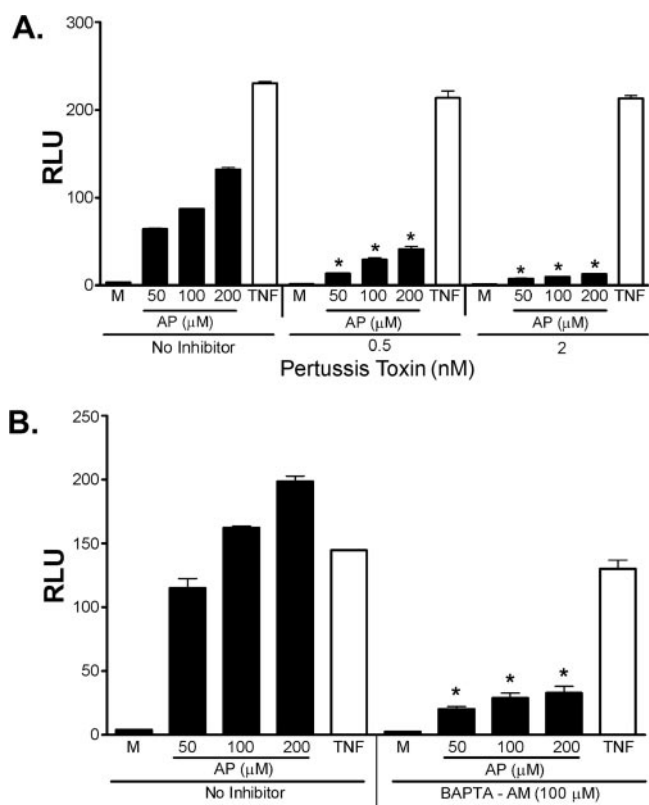 A.
300
200
100
0
RLU
* * * * * *
M 50 100 200 TNF M 50 100 200 TNF M 50 100 200 TNF
AP (μM) AP (μM) AP (μM)
No Inhibitor 0.5 2
Pertussis Toxin (nM)
B.
250
200
150
100
50
0
RLU
* * *
M 50 100 200 TNF M 50 100 200 TNF
AP (μM) AP (μM)
No Inhibitor BAPTA - AM (100 μM)